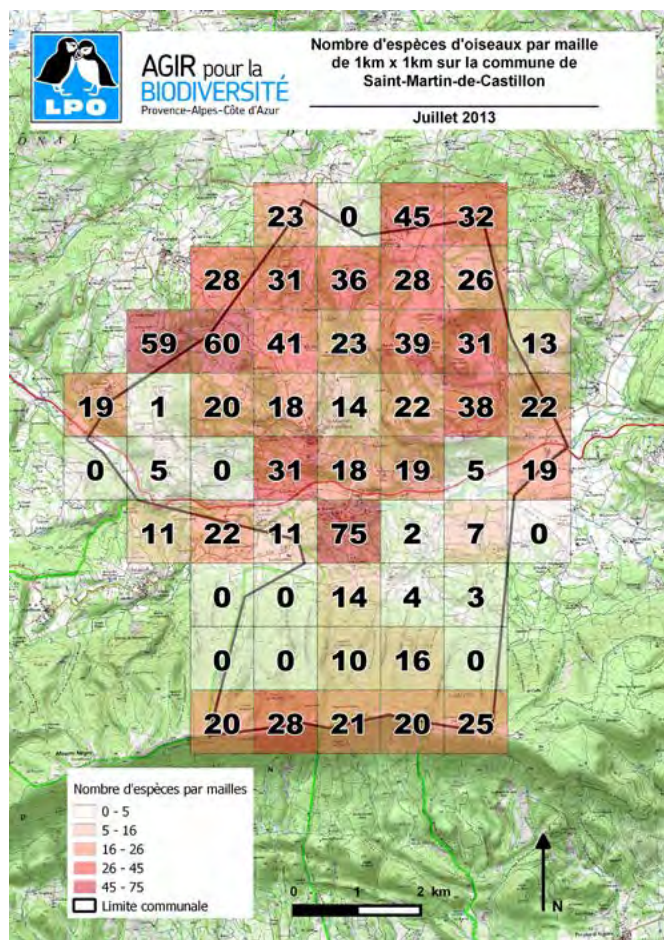 LPO
AGIR pour la
BIODIVERSITÉ
Provence-Alpes-Côte d'Azur
Nombre d'espèces d'oiseaux par maille
de 1km x 1km sur la commune de
Saint-Martin-de-Castillon
Juillet 2013
23 0 45 32
28 31 36 28 26
59 60 41 23 39 31 13
19 1 20 18 14 22 38 22
0 5 0 31 18 19 5 19
11 22 11 75 2 7 0
0 0 14 4 3
0 0 10 16 0
20 28 21 20 25
Nombre d'espèces par mailles
0 - 5
5 - 16
16 - 26
26 - 45
45 - 75
Limite communale
0 1 2 km
N